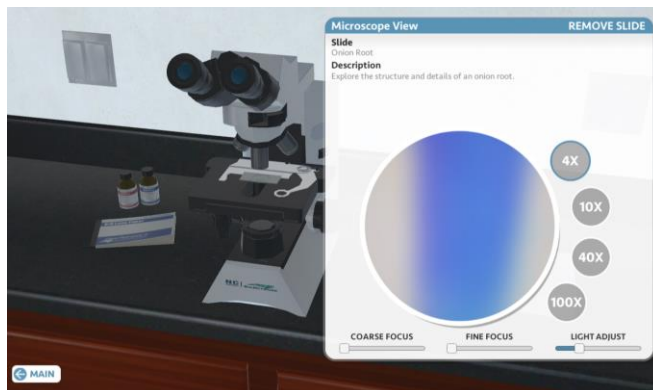 Microscope View
REMOVE SLIDE
Slide
Onion Root
Description
Explore the structure and details of an onion root.
4X
10X
40X
100X
COARSE FOCUS
FINE FOCUS
LIGHT ADJUST
MAIN